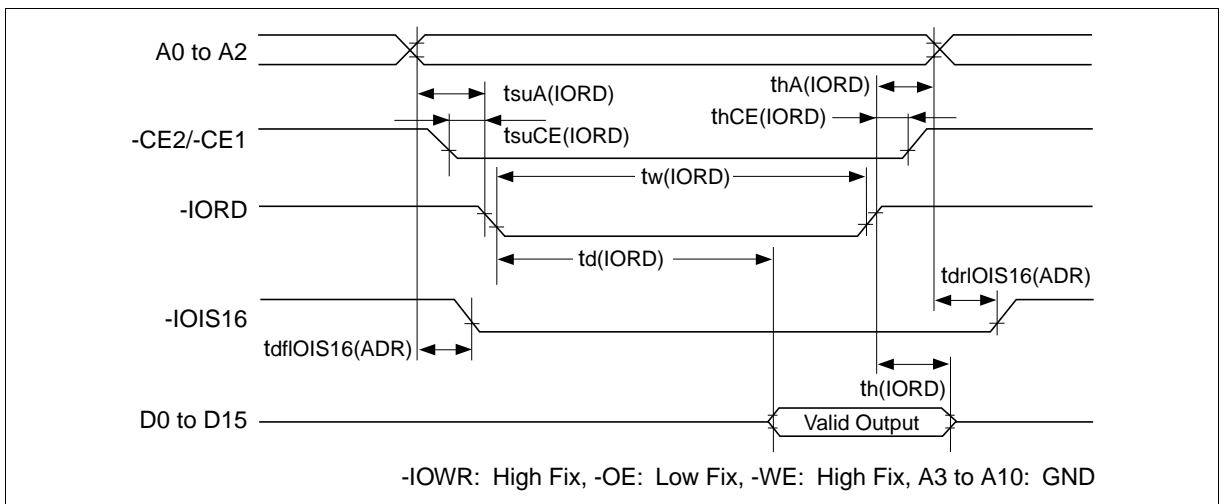 A0 to A2
tsuA(IORD)
thA(IORD)
tsuCE(IORD)
thCE(IORD)
-CE2/-CE1
tw(IORD)
-IORD
td(IORD)
tdrIOIS16(ADR)
-IOIS16
tdfIOIS16(ADR)
th(IORD)
D0 to D15
Valid Output
-IOWR: High Fix, -OE: Low Fix, -WE: High Fix, A3 to A10: GND